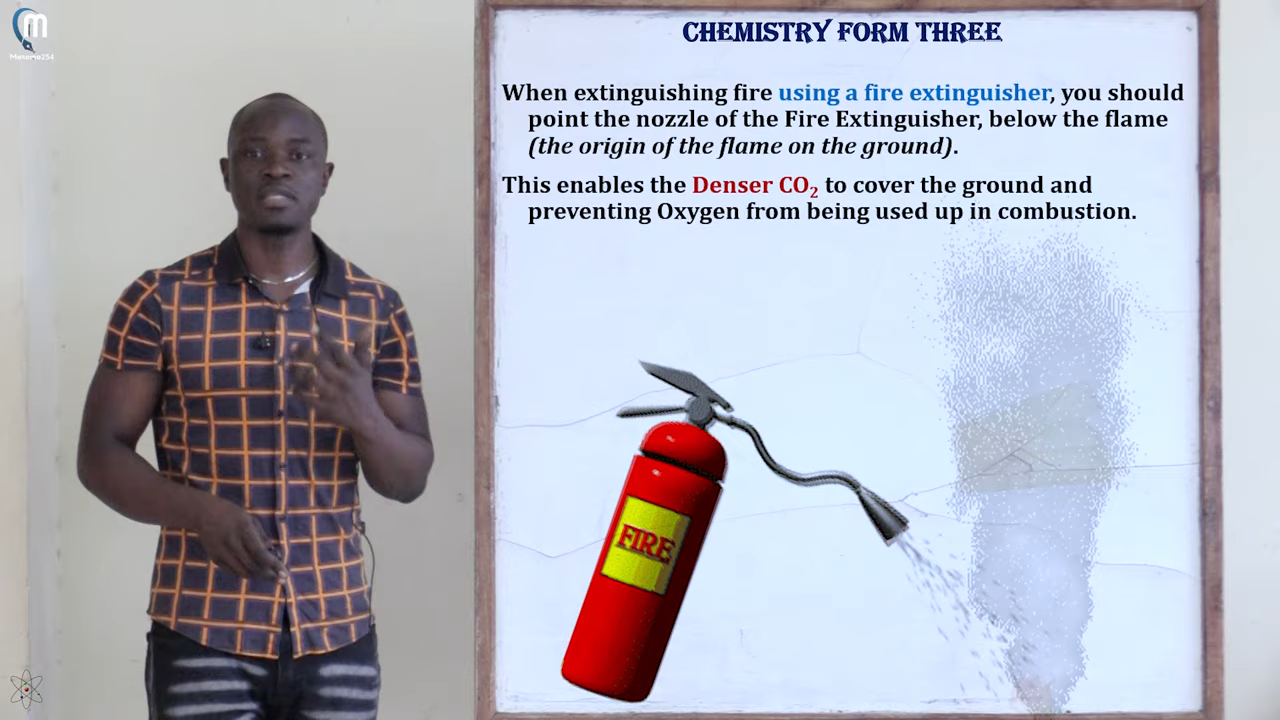 M
Masomo254
CHEMISTRY FORM THREE
When extinguishing fire using a fire extinguisher, you should
point the nozzle of the Fire Extinguisher, below the flame
(the origin of the flame on the ground).
This enables the Denser CO₂ to cover the ground and
preventing Oxygen from being used up in combustion.
FIRE